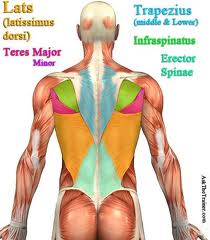 Lats
(latissimus
dorsi)
Teres Major
Minor
Trapezius
(middle & Lower)
Infraspinatus
Erector
Spinae
AskTheTrainer.com